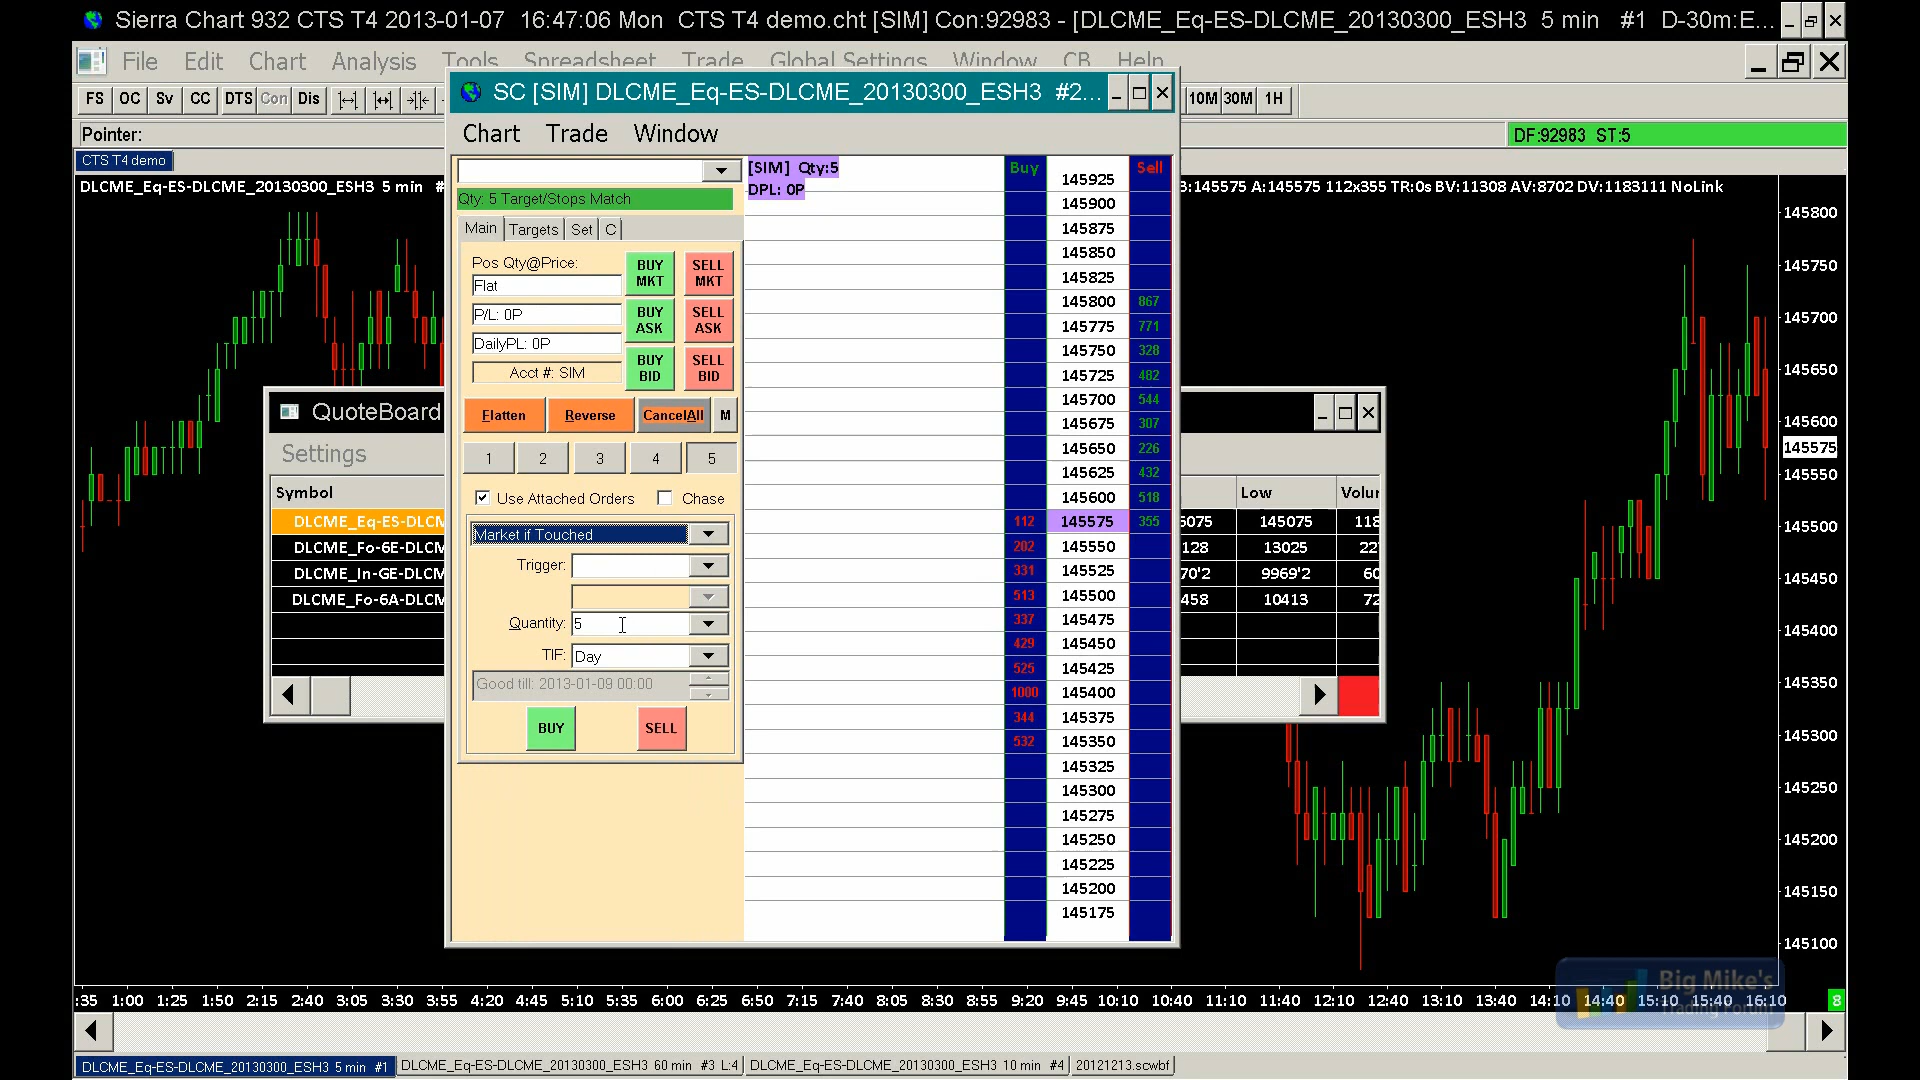 Sierra Chart 932 CTS T4 2013-01-07  16:47:06 Mon  CTS T4 demo.cht [SIM] Con:92983 - [DLCME_Eq-ES-DLCME_20130300_ESH3  5 min  #1  D-30m:E...
File Edit Chart Analysis Tools Spreadsheet Trade Global Settings Window CB Help
FS OC Sv CC DTS Con Dis 10M 30M 1H
Pointer: DF:92983 ST:5
CTS T4 demo
DLCME_Eq-ES-DLCME_20130300_ESH3 5 min #
3:145575 A:145575 112x355 TR:0s BV:11308 AV:8702 DV:1183111 NoLink
SC [SIM] DLCME_Eq-ES-DLCME_20130300_ESH3 #2...
Chart Trade Window
Qty: 5 Target/Stops Match
Main Targets Set C
Pos Qty@Price:
Flat
P/L: 0P
DailyPL: 0P
Acct #: SIM
BUY MKT
SELL MKT
BUY ASK
SELL ASK
BUY BID
SELL BID
Flatten Reverse CancelAll M
1 2 3 4 5
Use Attached Orders Chase
Market if Touched
Trigger:
Quantity: 5
TIF: Day
Good till: 2013-01-09 00:00
BUY SELL
[SIM] Qty:5
DPL: 0P
Buy Sell
145925
145900
145875
145850
145825
145800 867
145775 771
145750 328
145725 482
145700 544
145675 307
145650 226
145625 432
145600 518
112 145575 355
202 145550
331 145525
513 145500
337 145475
429 145450
525 145425
1000 145400
344 145375
532 145350
145325
145300
145275
145250
145225
145200
145175
QuoteBoard
Settings
Symbol Low Volur
DLCME_Eq-ES-DLCM 5075 145075 118
DLCME_Fo-6E-DLCM 128 13025 22
DLCME_In-GE-DLCM 70'2 9969'2 60
DLCME_Fo-6A-DLCM 458 10413 72
145800
145750
145700
145650
145600
145575
145550
145500
145450
145400
145350
145300
145250
145200
145150
145100
:35 1:00 1:25 1:50 2:15 2:40 3:05 3:30 3:55 4:20 4:45 5:10 5:35 6:00 6:25 6:50 7:15 7:40 8:05 8:30 8:55 9:20 9:45 10:10 10:40 11:10 11:40 12:10 12:40 13:10 13:40 14:10 14:40 15:10 15:40 16:10 8
Big Mike's
Trading Forum
DLCME_Eq-ES-DLCME_20130300_ESH3 5 min #1 DLCME_Eq-ES-DLCME_20130300_ESH3 60 min #3 L:4 DLCME_Eq-ES-DLCME_20130300_ESH3 10 min #4 20121213.scwbf